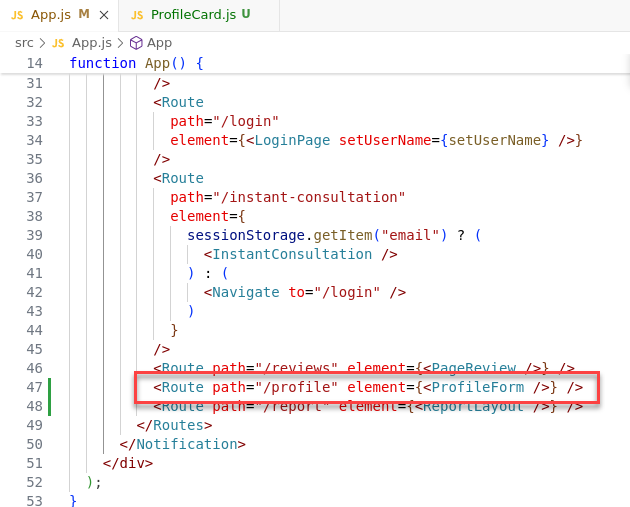 JS App.js M ×
JS ProfileCard.js U
src > JS App.js > App
14 function App() {
31 />
32 <Route
33 path="/login"
34 element={<LoginPage setUserName={setUserName} />}
35 />
36 <Route
37 path="/instant-consultation"
38 element={
39 sessionStorage.getItem("email") ? (
40 <InstantConsultation />
41 ) : (
42 <Navigate to="/login" />
43 )
44 }
45 />
46 <Route path="/reviews" element={<PageReview />} />
47 <Route path="/profile" element={<ProfileForm />} />
48 <Route path="/report" element={<ReportLayout />} />
49 </Routes>
50 </Notification>
51 </div>
52 );
53 }